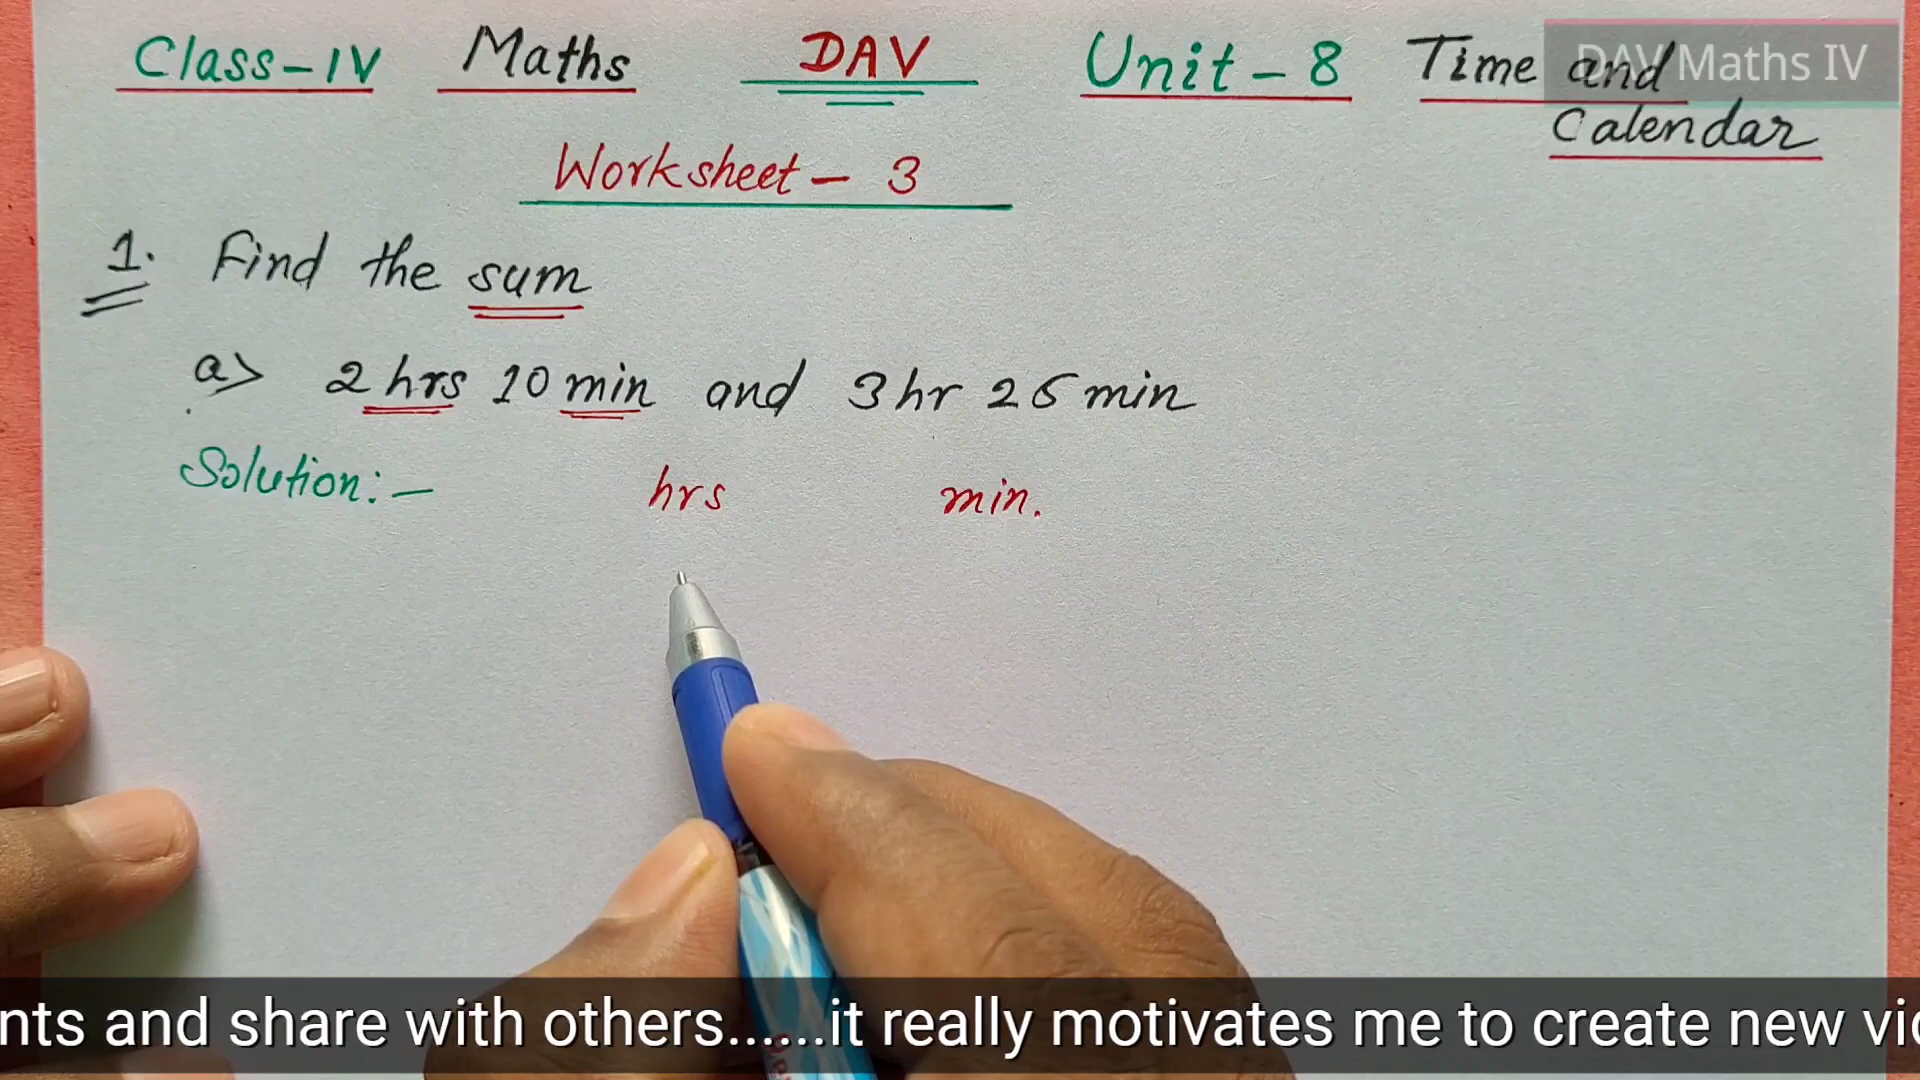 Class-IV Maths DAV Unit-8 Time and
Calendar
DAV Maths IV
Worksheet-3
1. Find the sum
a> 2 hrs 10 min and 3 hr 25 min
Solution:- hrs min.
nts and share with others......it really motivates me to create new